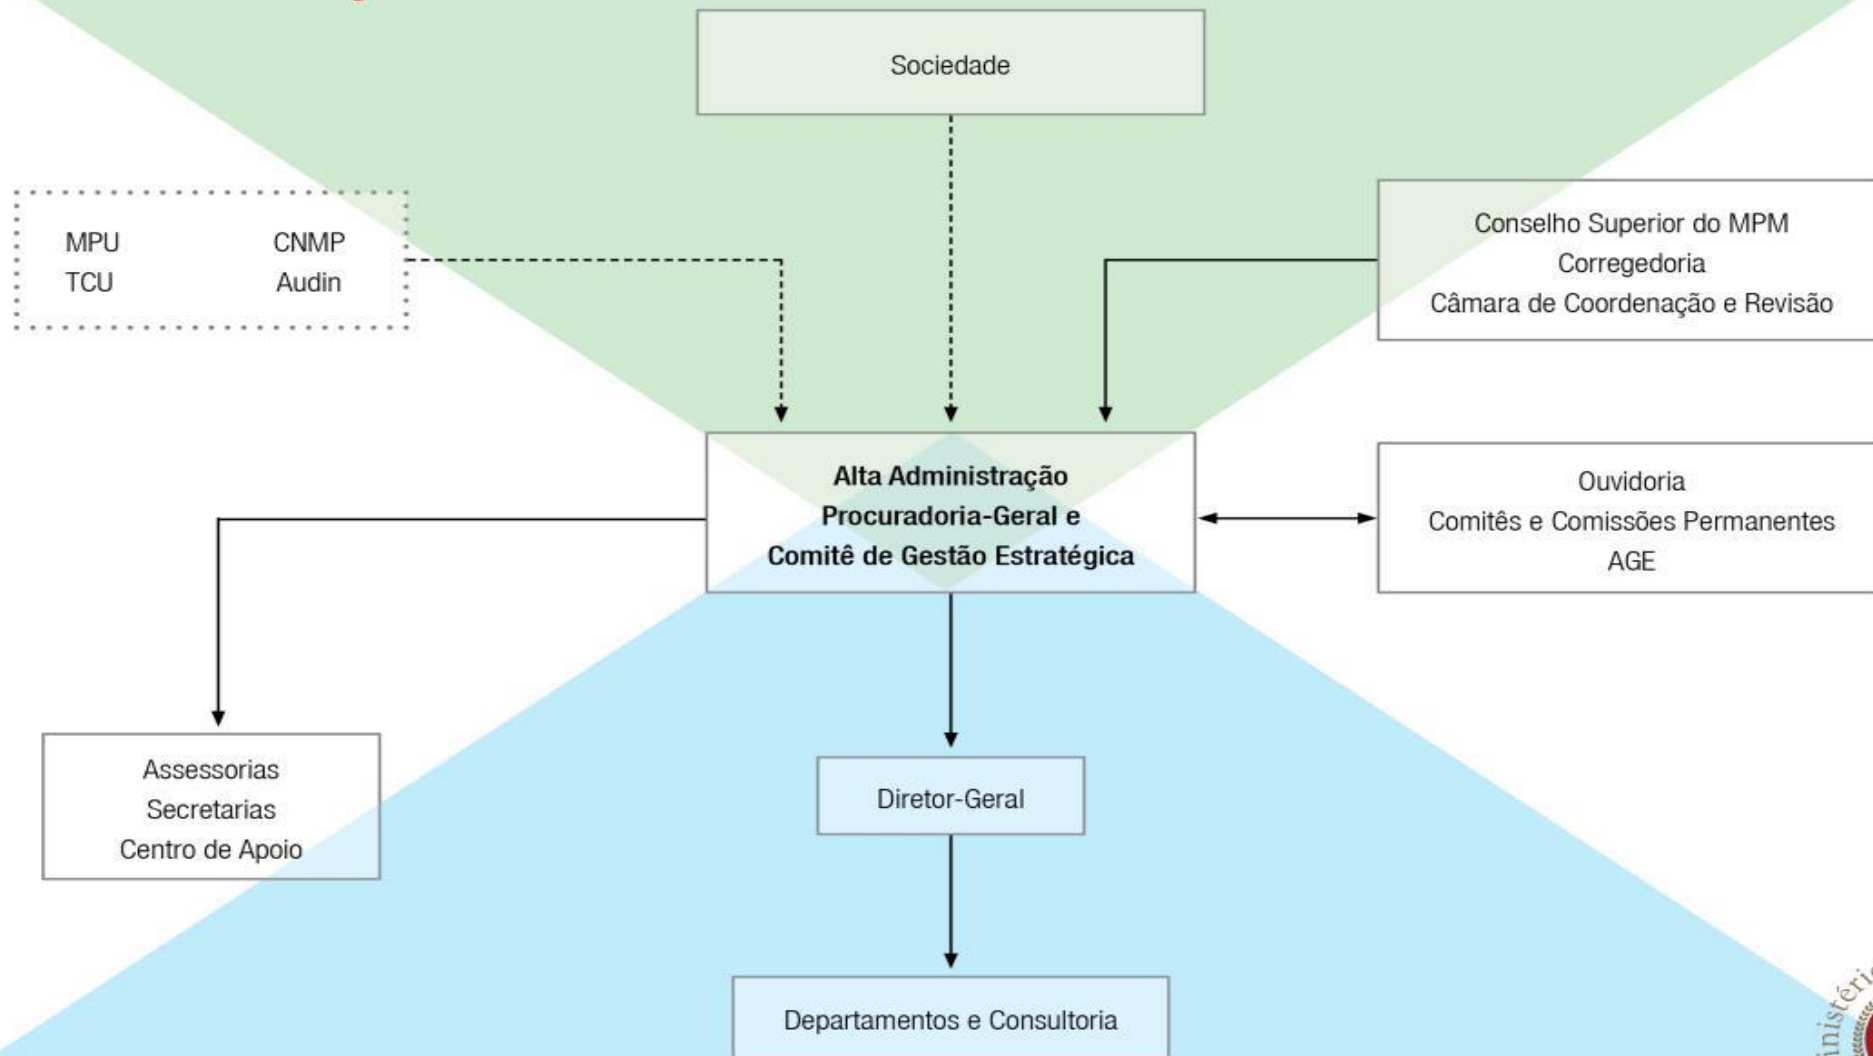 Sociedade
MPU CNMP
TCU Audin
Conselho Superior do MPM
Corregedoria
Câmara de Coordenação e Revisão
Alta Administração
Procuradoria-Geral e
Comitê de Gestão Estratégica
Ouvidoria
Comitês e Comissões Permanentes
AGE
Assessorias
Secretarias
Centro de Apoio
Diretor-Geral
Departamentos e Consultoria